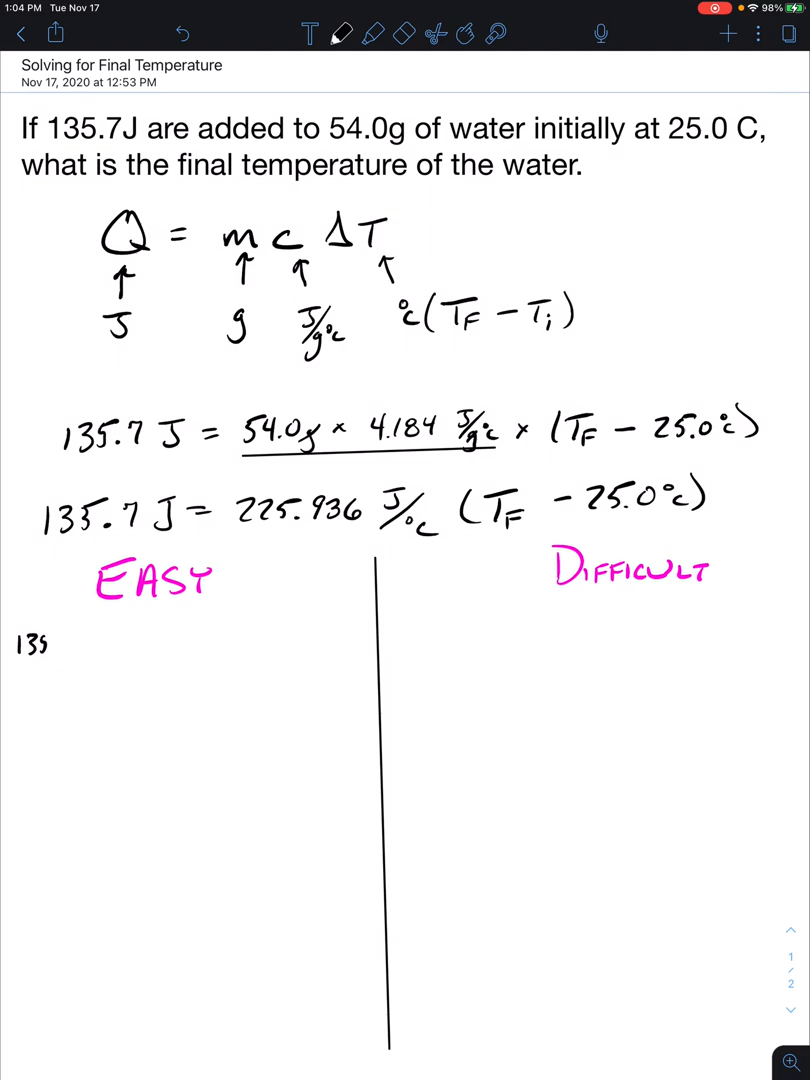 1:04 PM Tue Nov 17
98%
T
Solving for Final Temperature
Nov 17, 2020 at 12:53 PM
If 135.7J are added to 54.0g of water initially at 25.0 C,
what is the final temperature of the water.
Q = m c ΔT
↑ ↑ ↑ ↑
J g J/g°c °c (TF - Ti)
135.7 J = 54.0g × 4.184 J/g°c × (TF - 25.0°c)
135.7 J = 225.936 J/°c (TF - 25.0°c)
EASY DIFFICULT
135
1
/
2